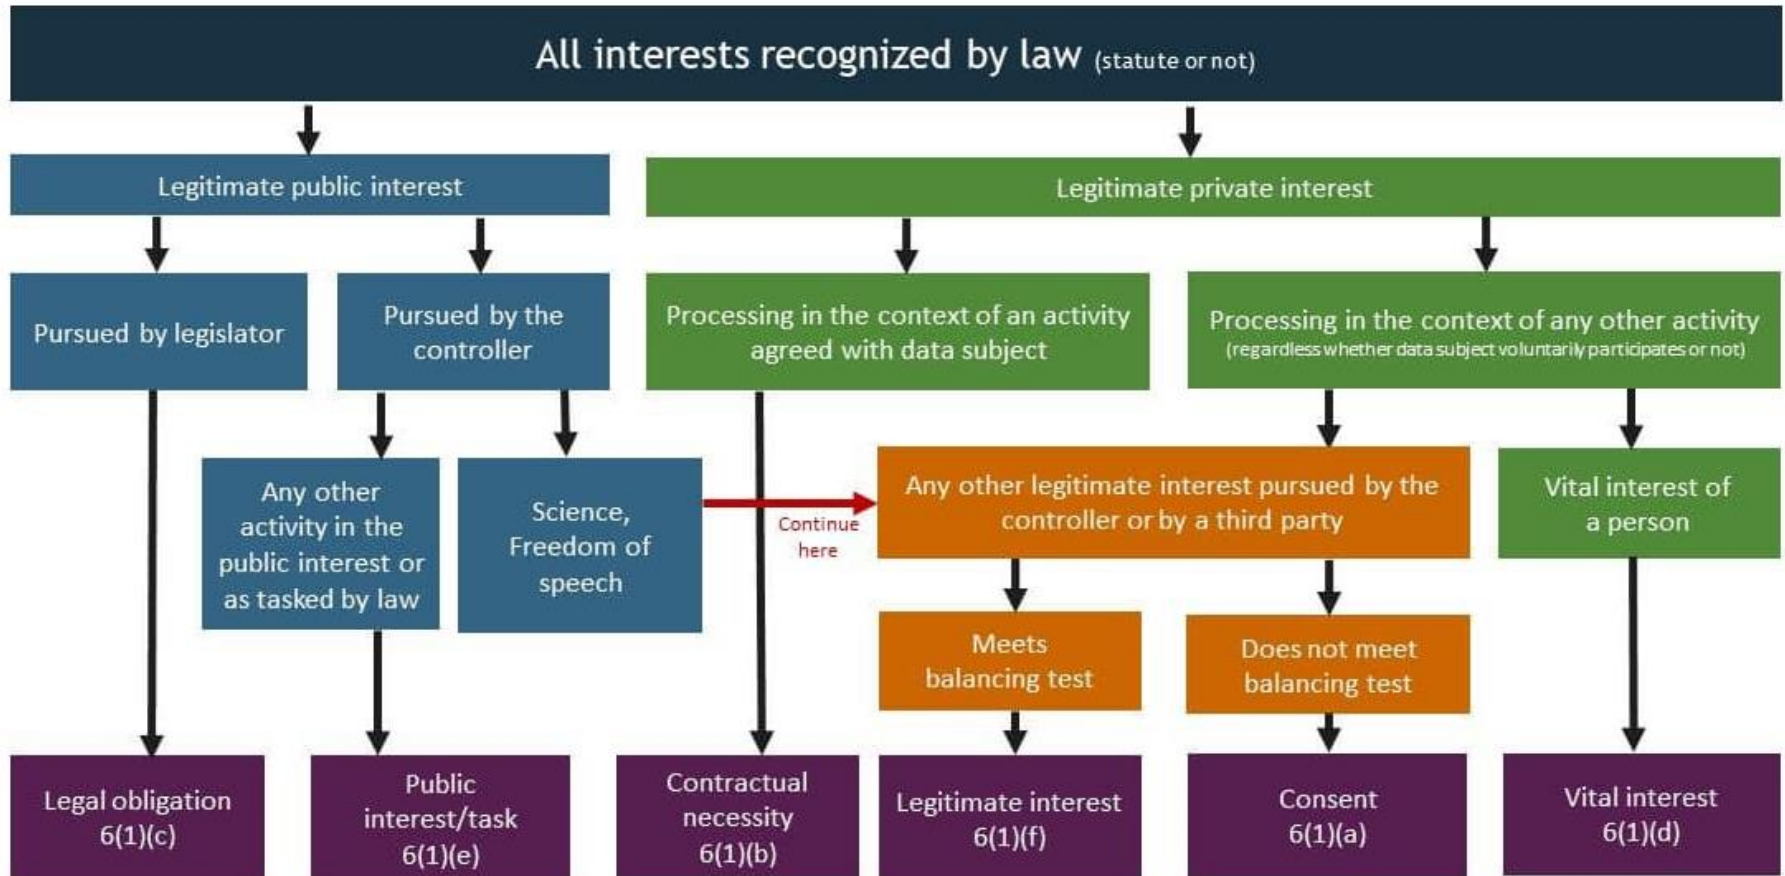 All interests recognized by law (statute or not)
Legitimate public interest
Legitimate private interest
Pursued by legislator
Pursued by the
controller
Processing in the context of an activity
agreed with data subject
Processing in the context of any other activity
(regardless whether data subject voluntarily participates or not)
Any other
activity in the
public interest or
as tasked by law
Science,
Freedom of
speech
Continue
here
Any other legitimate interest pursued by the
controller or by a third party
Vital interest of
a person
Meets
balancing test
Does not meet
balancing test
Legal obligation
6(1)(c)
Public
interest/task
6(1)(e)
Contractual
necessity
6(1)(b)
Legitimate interest
6(1)(f)
Consent
6(1)(a)
Vital interest
6(1)(d)